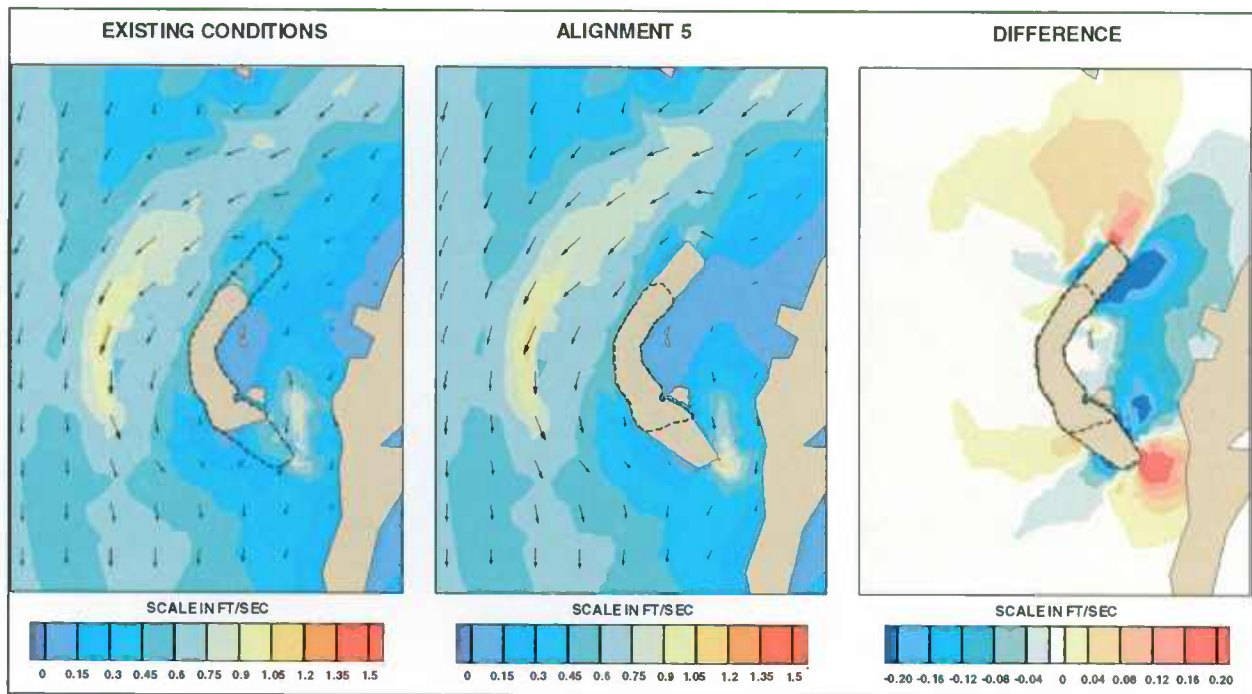 EXISTING CONDITIONS
ALIGNMENT 5
DIFFERENCE
SCALE IN FT/SEC
0 0.15 0.3 0.45 0.6 0.75 0.9 1.05 1.2 1.35 1.5
SCALE IN FT/SEC
0 0.15 0.3 0.45 0.6 0.75 0.9 1.05 1.2 1.35 1.5
SCALE IN FT/SEC
-0.20 -0.16 -0.12 -0.08 -0.04 0 0.04 0.08 0.12 0.16 0.20